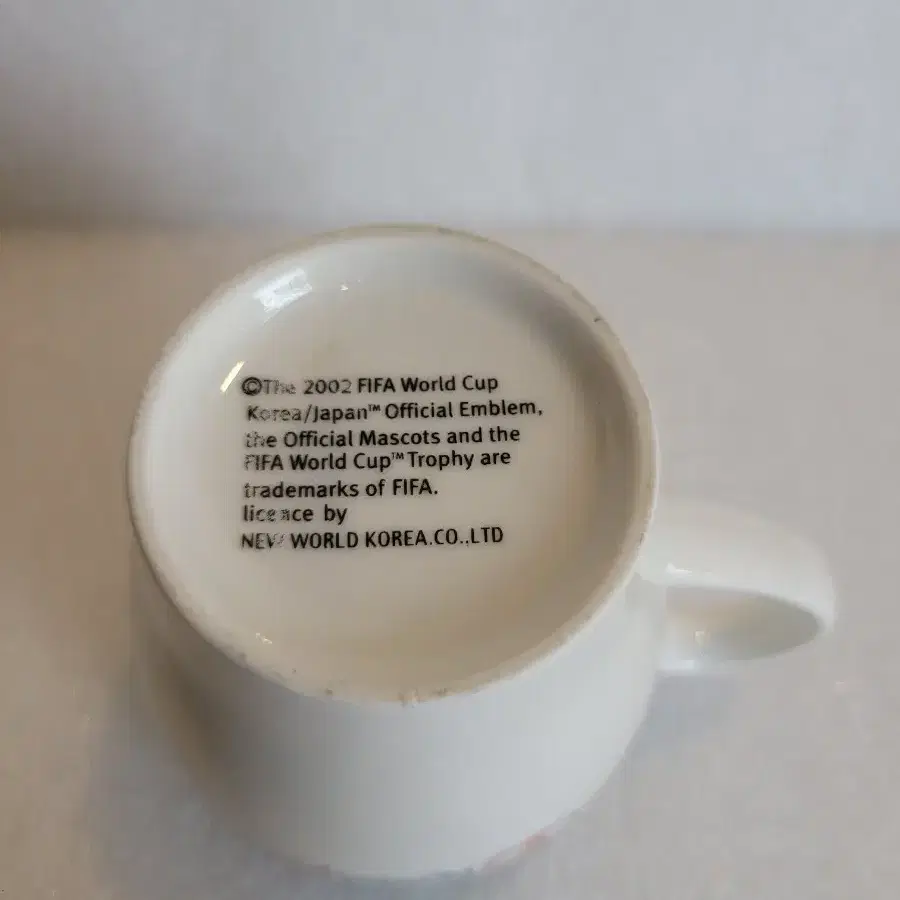 ©The 2002 FIFA World Cup
Korea/Japan™ Official Emblem,
the Official Mascots and the
FIFA World Cup™ Trophy are
trademarks of FIFA.
licence by
NEW WORLD KOREA.CO.,LTD